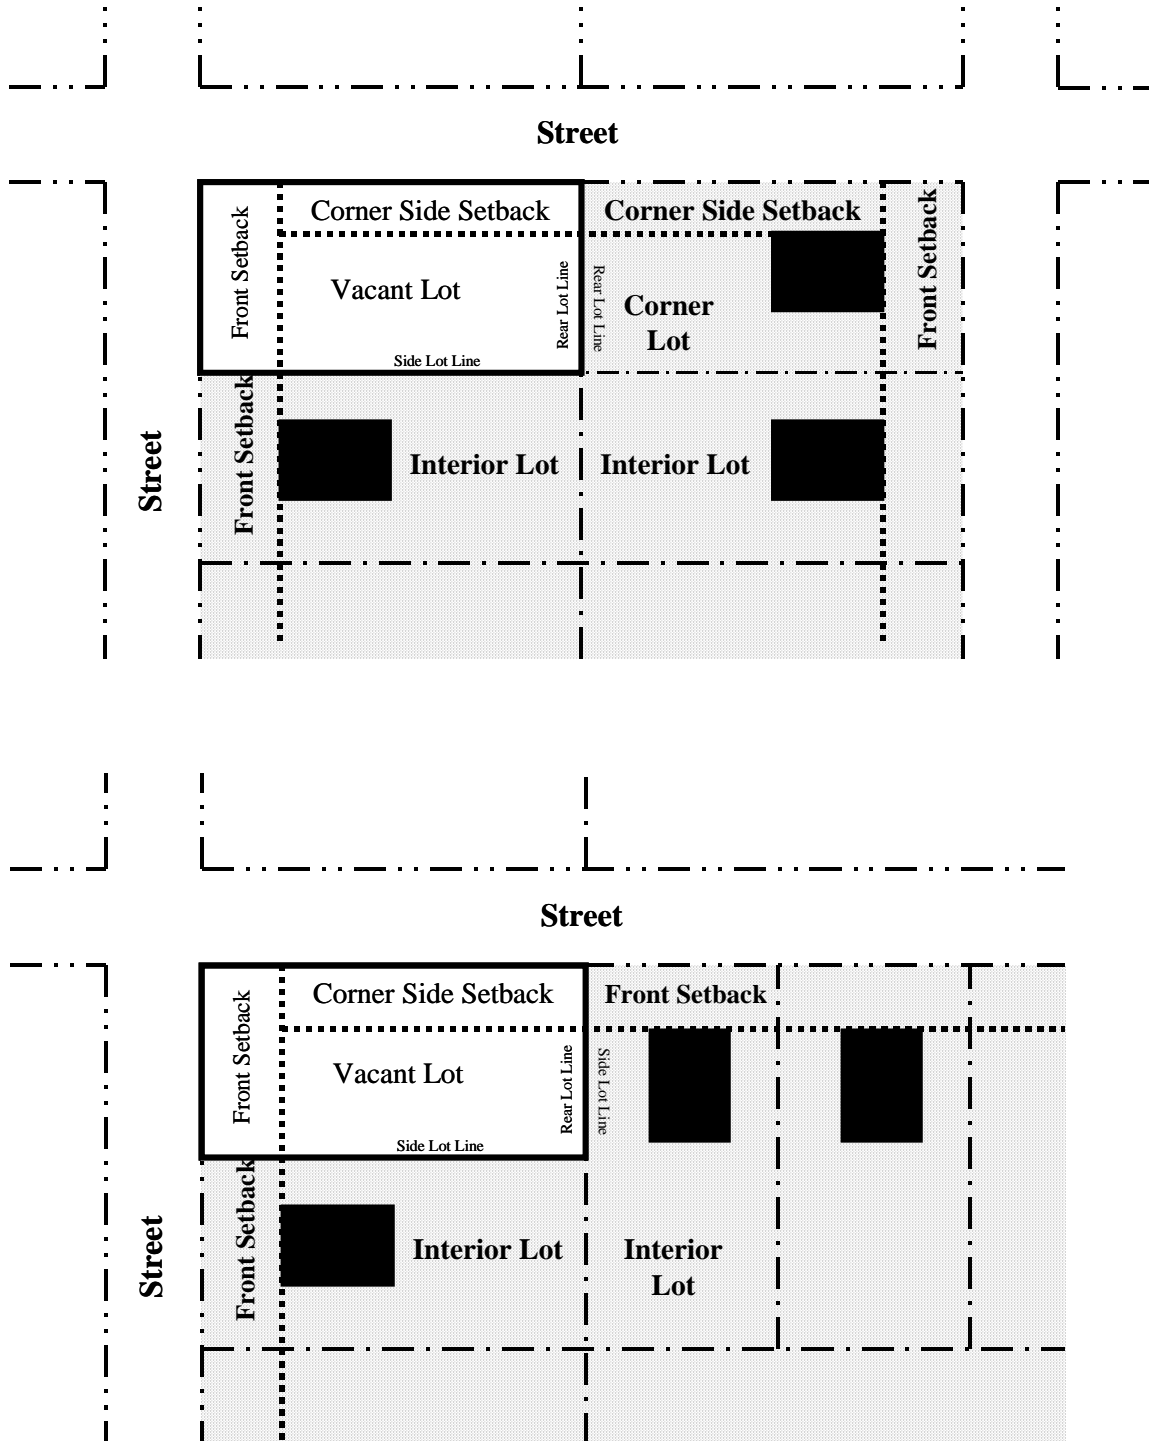 Street
Corner Side Setback
Corner Side Setback
Front Setback
Front Setback
Vacant Lot
Rear Lot Line
Rear Lot Line
Corner
Lot
Side Lot Line
Front Setback
Interior Lot
Interior Lot
Street
Street
Corner Side Setback
Front Setback
Front Setback
Vacant Lot
Rear Lot Line
Side Lot Line
Side Lot Line
Front Setback
Interior Lot
Interior
Lot
Street